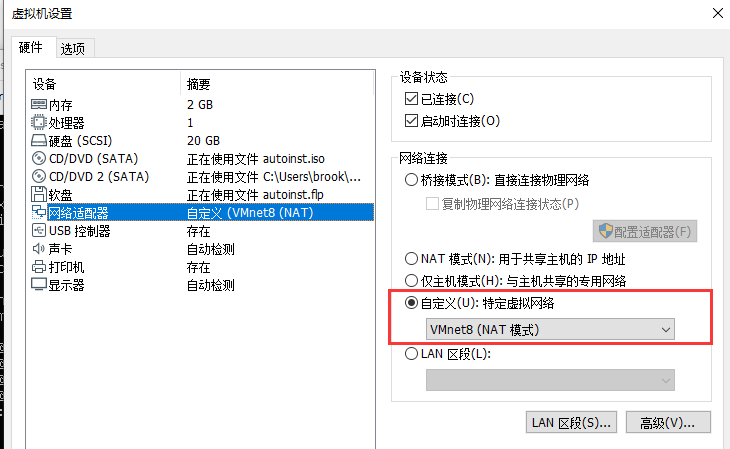 虚拟机设置
硬件 选项
设备 摘要
内存 2 GB
处理器 1
硬盘 (SCSI) 20 GB
CD/DVD (SATA) 正在使用文件 autoinst.iso
CD/DVD 2 (SATA) 正在使用文件 C:\Users\brook\...
软盘 正在使用文件 autoinst.flp
网络适配器 自定义 (VMnet8 (NAT)
USB 控制器 存在
声卡 自动检测
打印机 存在
显示器 自动检测
设备状态
已连接(C)
启动时连接(O)
网络连接
桥接模式(B): 直接连接物理网络
复制物理网络连接状态(P)
配置适配器(F)
NAT 模式(N): 用于共享主机的 IP 地址
仅主机模式(H): 与主机共享的专用网络
自定义(U): 特定虚拟网络
VMnet8 (NAT 模式)
LAN 区段(L):
LAN 区段(S)... 高级(V)...